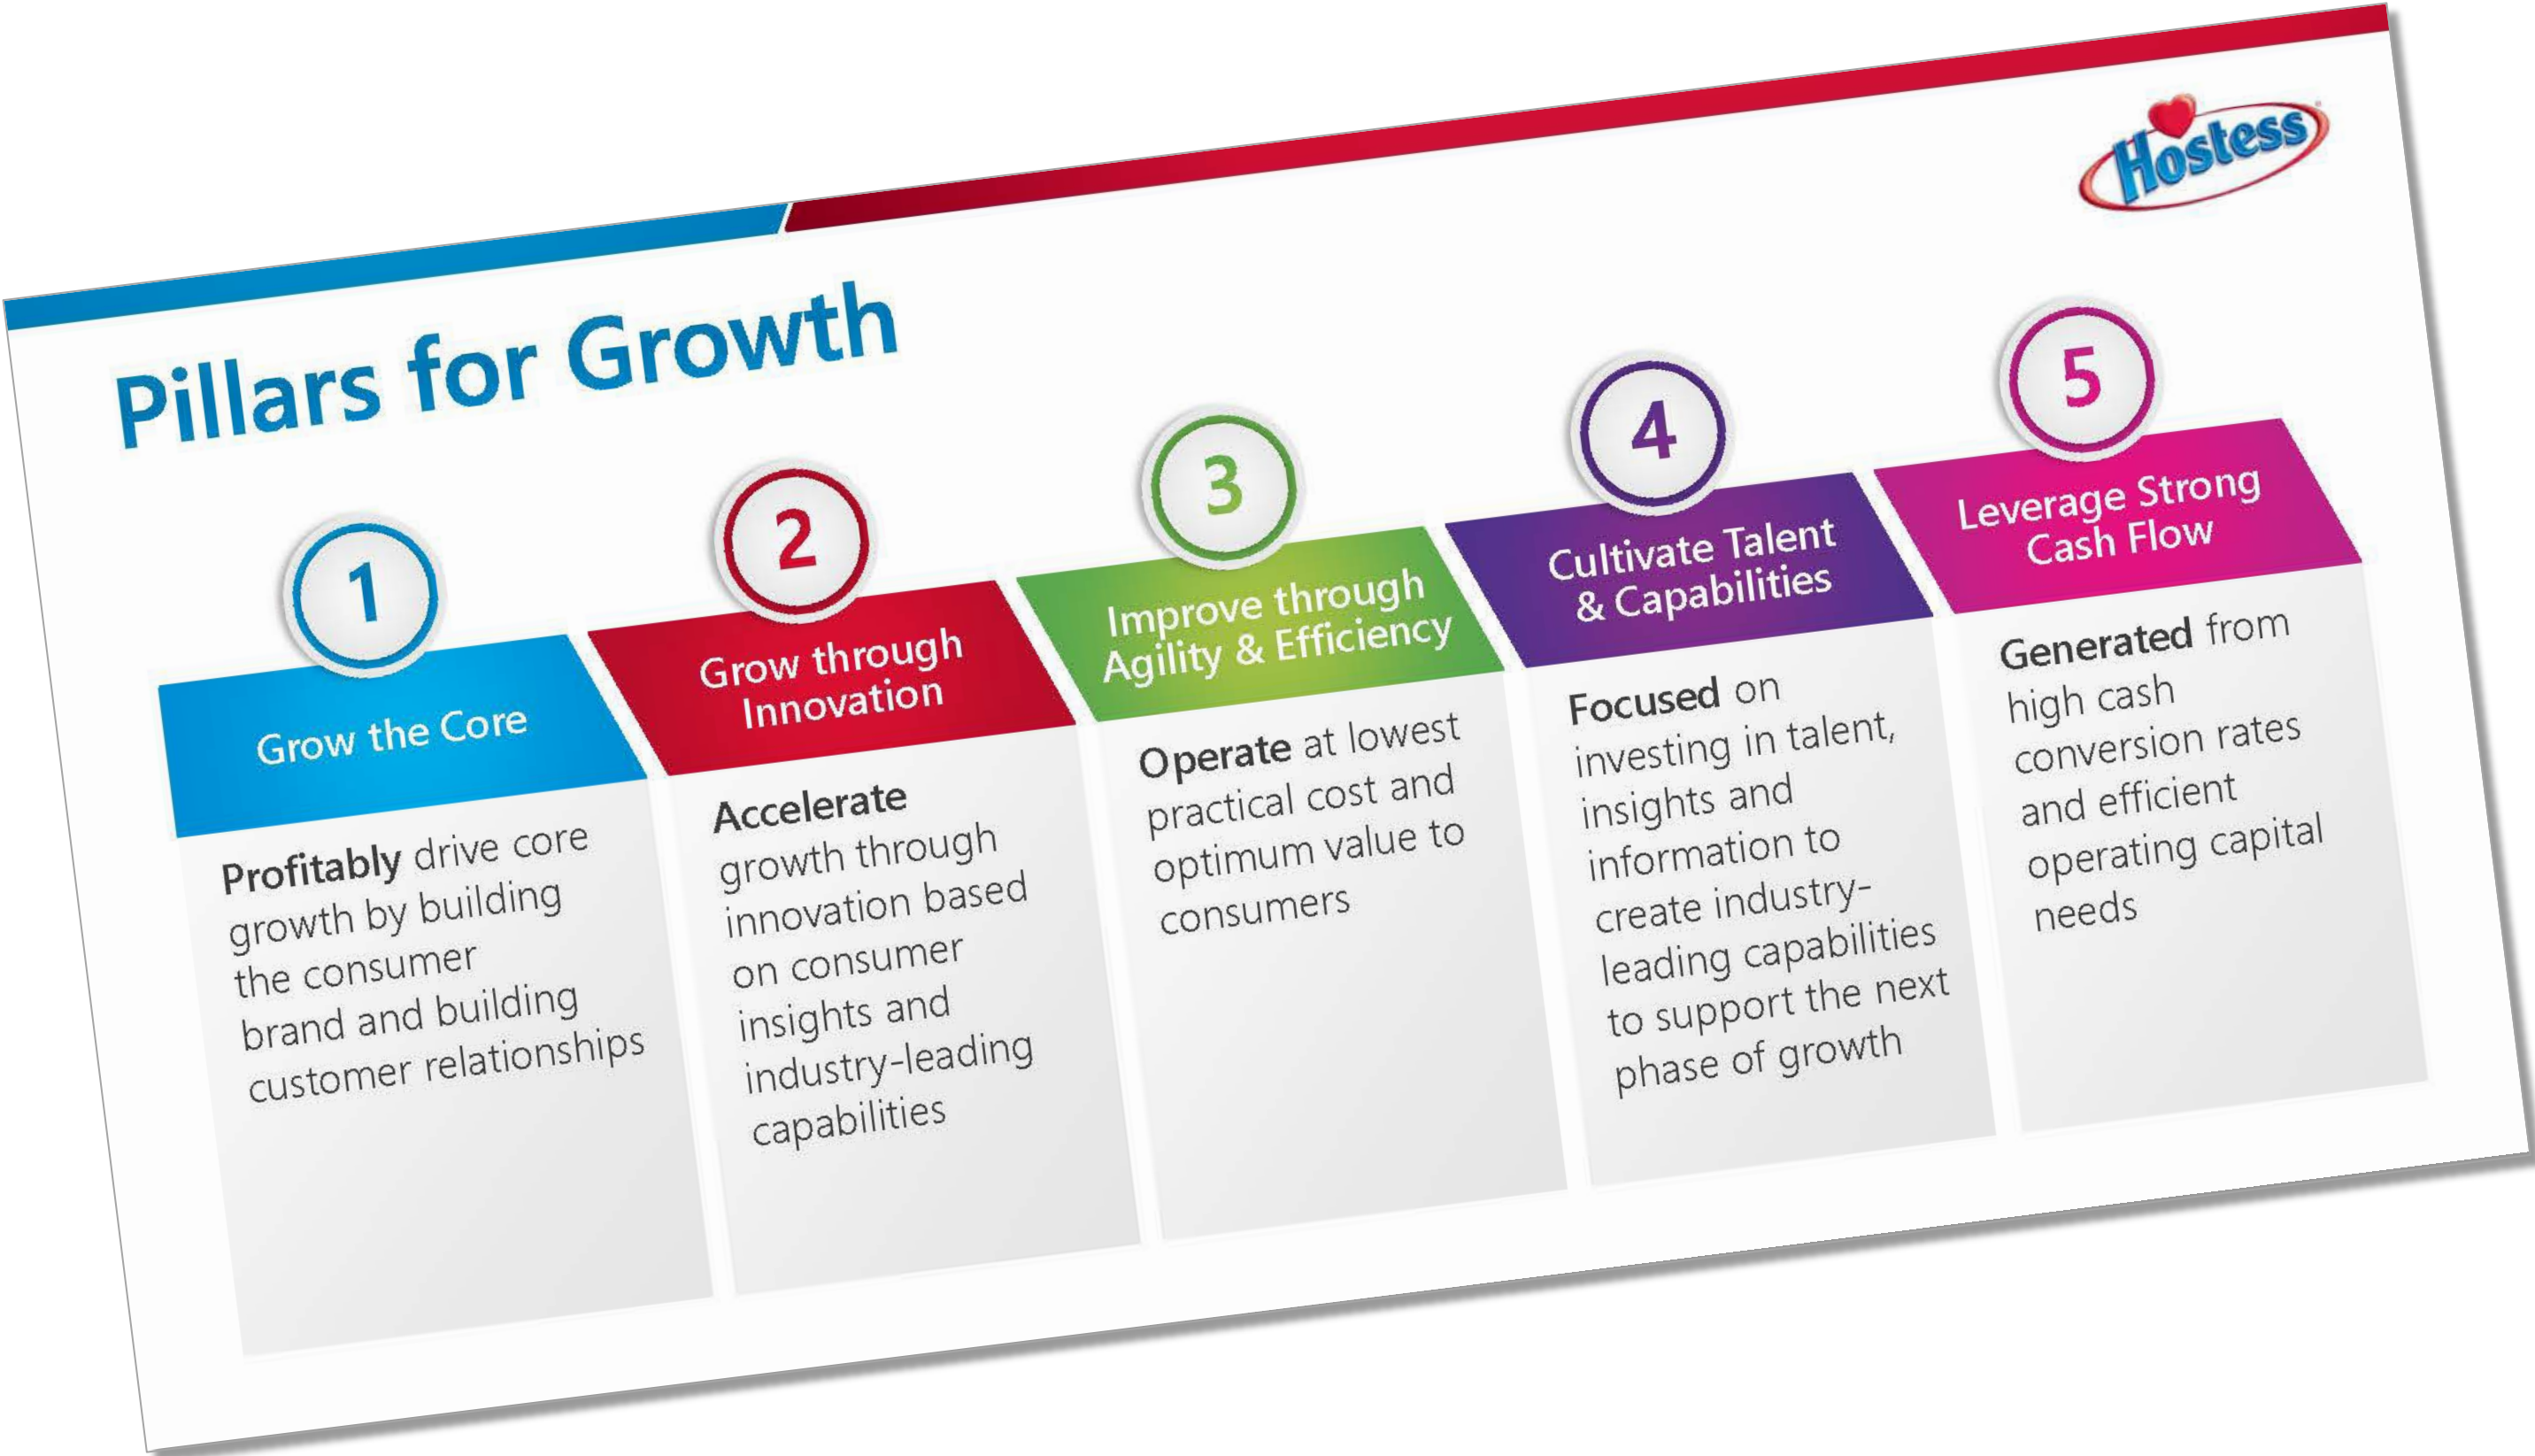 Hostess
Pillars for Growth
1
Grow the Core
Profitably drive core
growth by building
the consumer
brand and building
customer relationships
2
Grow through
Innovation
Accelerate
growth through
innovation based
on consumer
insights and
industry-leading
capabilities
3
Improve through
Agility & Efficiency
Operate at lowest
practical cost and
optimum value to
consumers
4
Cultivate Talent
& Capabilities
Focused on
investing in talent,
insights and
information to
create industry-
leading capabilities
to support the next
phase of growth
5
Leverage Strong
Cash Flow
Generated from
high cash
conversion rates
and efficient
operating capital
needs